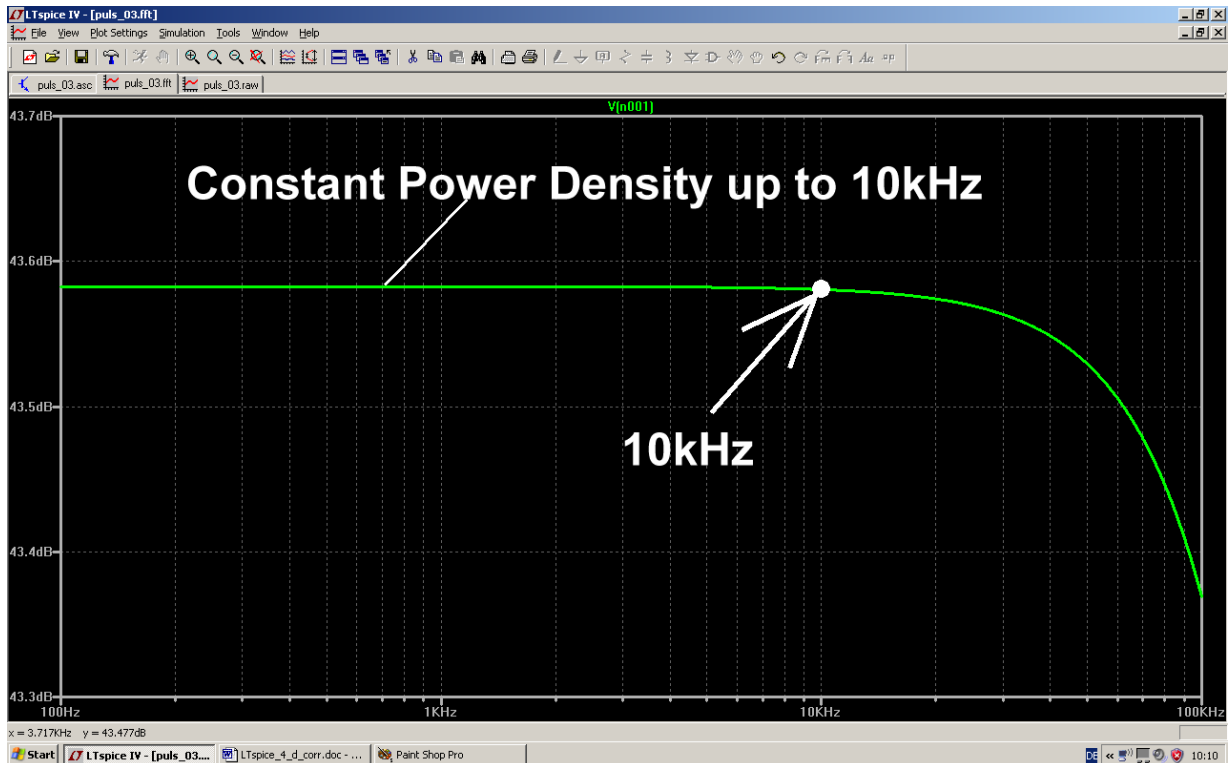 LTspice IV - [puls_03.fft]
File View Plot Settings Simulation Tools Window Help
puls_03.asc puls_03.fft puls_03.raw
V(n001)
43.7dB
Constant Power Density up to 10kHz
43.6dB
43.5dB
10kHz
43.4dB
43.3dB
100Hz 1KHz 10KHz 100KHz
x = 3.717KHz y = 43.477dB
Start LTspice IV - [puls_03.... LTspice_4_d_corr.doc - ... Paint Shop Pro DE 10:10